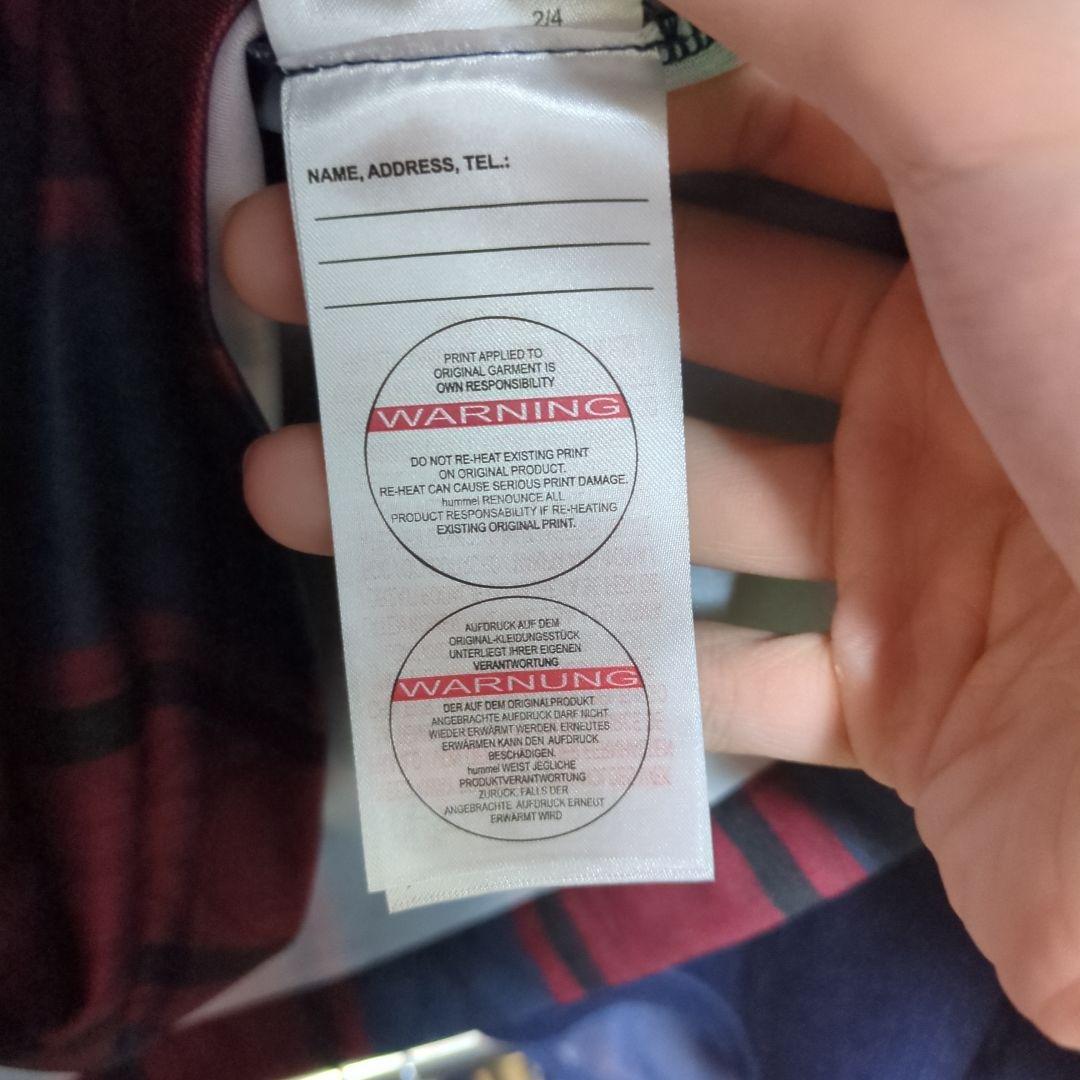 2/4
NAME, ADDRESS, TEL.:
PRINT APPLIED TO
ORIGINAL GARMENT IS
OWN RESPONSIBILITY
WARNING
DO NOT RE-HEAT EXISTING PRINT
ON ORIGINAL PRODUCT.
RE-HEAT CAN CAUSE SERIOUS PRINT DAMAGE.
hummel RENOUNCE ALL
PRODUCT RESPONSABILITY IF RE-HEATING
EXISTING ORIGINAL PRINT.
AUFDRUCK AUF DEM
ORIGINAL-KLEIDUNGSSTÜCK
UNTERLIEGT IHRER EIGENEN
VERANTWORTUNG
WARNUNG
DER AUF DEM ORIGINALPRODUKT
ANGEBRACHTE AUFDRUCK DARF NICHT
WIEDER ERWÄRMT WERDEN. ERNEUTES
ERWÄRMEN KANN DEN AUFDRUCK
BESCHÄDIGEN.
hummel WEIST JEGLICHE
PRODUKTVERANTWORTUNG
ZURÜCK, FALLS DER
ANGEBRACHTE AUFDRUCK ERNEUT
ERWÄRMT WIRD